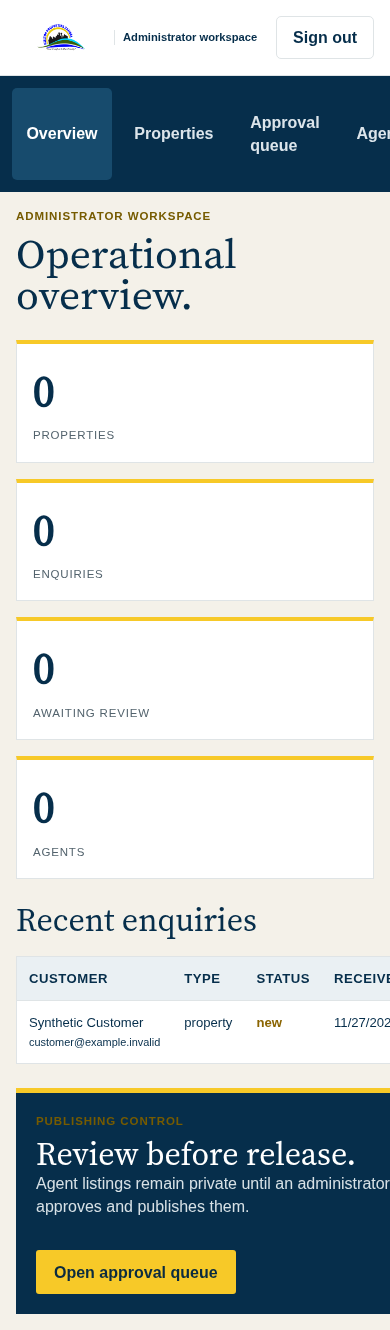 Administrator workspace
Sign out
Overview
Properties
Approval
queue
ADMINISTRATOR WORKSPACE
Operational
overview.
0
PROPERTIES
0
ENQUIRIES
0
AWAITING REVIEW
0
AGENTS
Recent enquiries
CUSTOMER TYPE STATUS
Synthetic Customer property new
customer@example.invalid
PUBLISHING CONTROL
Review before release.
Agent listings remain private until an administrator
approves and publishes them.
Open approval queue